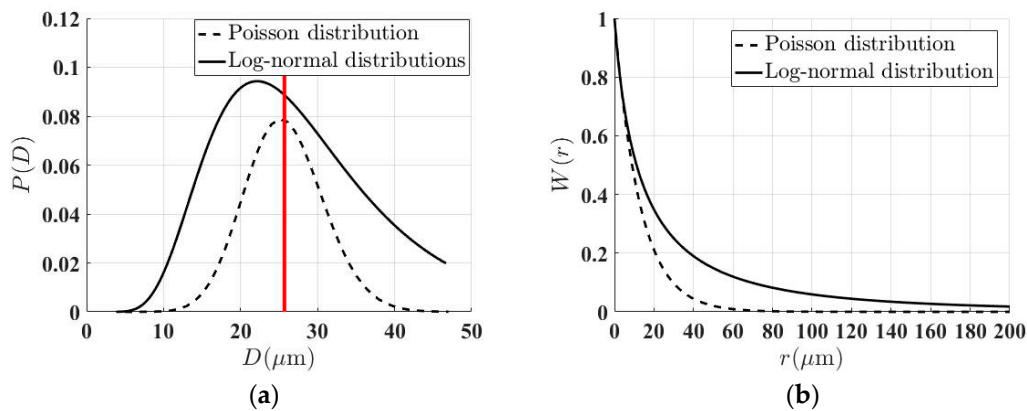 0.12
0.1
0.08
0.06
0.04
0.02
0
P(D)
Poisson distribution
Log-normal distributions
0 10 20 30 40 50
D(μm)
(a)
1
0.8
0.6
0.4
0.2
0
W(r)
Poisson distribution
Log-normal distribution
0 20 40 60 80 100 120 140 160 180 200
r(μm)
(b)